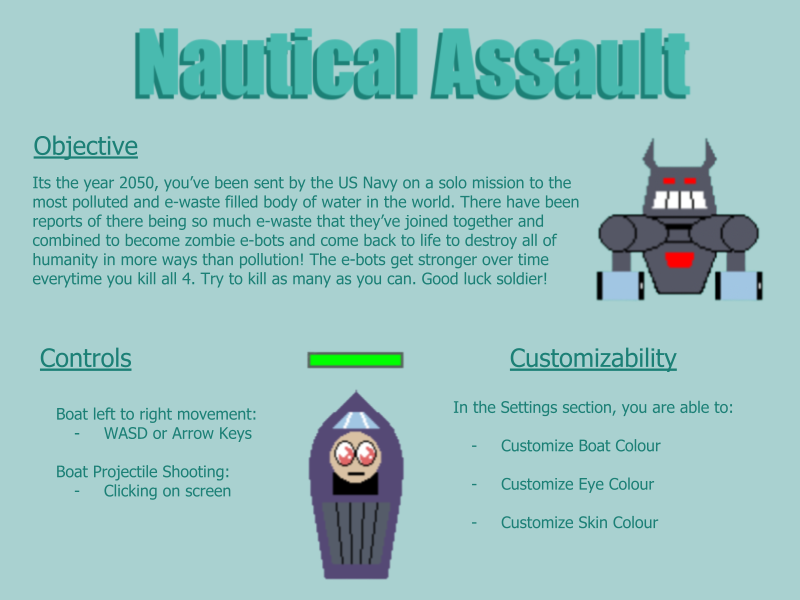 Nautical Assault
Objective
Its the year 2050, you've been sent by the US Navy on a solo mission to the
most polluted and e-waste filled body of water in the world. There have been
reports of there being so much e-waste that they've joined together and
combined to become zombie e-bots and come back to life to destroy all of
humanity in more ways than pollution! The e-bots get stronger over time
everytime you kill all 4. Try to kill as many as you can. Good luck soldier!
Controls
Boat left to right movement:
- WASD or Arrow Keys
Boat Projectile Shooting:
- Clicking on screen
Customizability
In the Settings section, you are able to:
- Customize Boat Colour
- Customize Eye Colour
- Customize Skin Colour